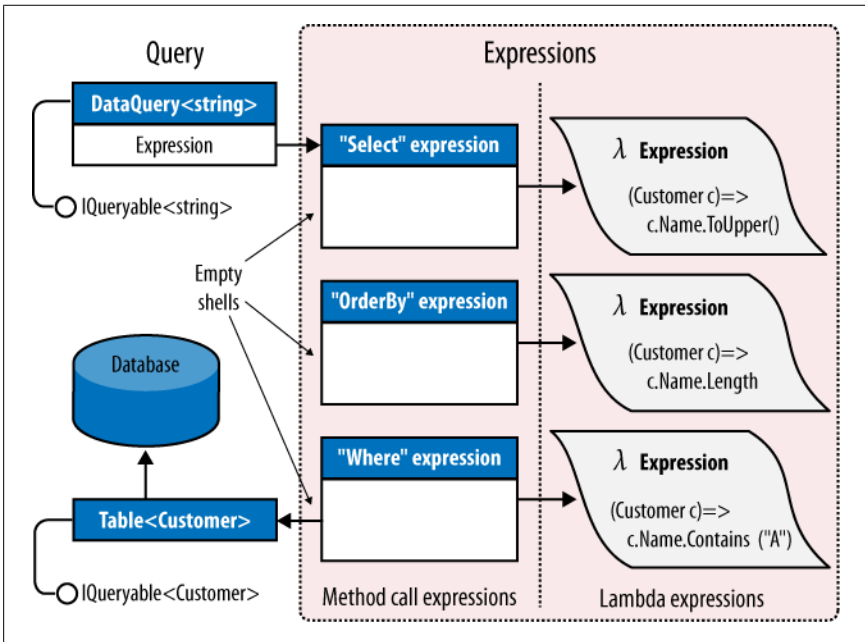 Query
Expressions
DataQuery<string>
Expression
IQueryable<string>
"Select" expression
λ Expression
(Customer c)=>
c.Name.ToUpper()
Empty
shells
"OrderBy" expression
λ Expression
(Customer c)=>
c.Name.Length
Database
"Where" expression
λ Expression
(Customer c)=>
c.Name.Contains ("A")
Table<Customer>
IQueryable<Customer>
Method call expressions
Lambda expressions